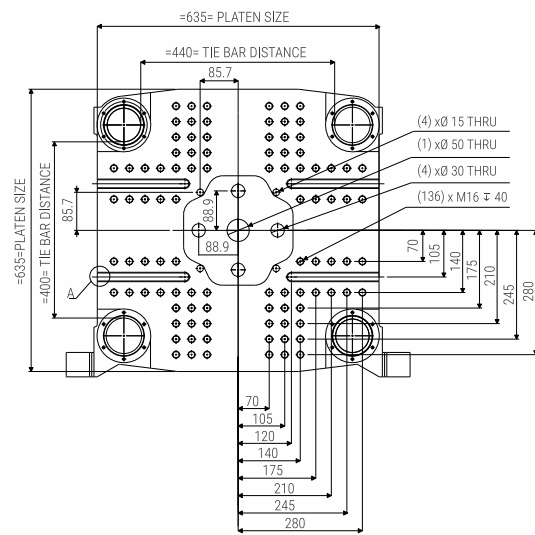 =635= PLATEN SIZE
=440= TIE BAR DISTANCE
85.7
(4) xØ 15 THRU
(1) xØ 50 THRU
(4) xØ 30 THRU
(136) x M16 ↧ 40
=635=PLATEN SIZE
=400= TIE BAR DISTANCE
85.7
88.9
88.9
A
70
105
140
175
210
245
280
70
105
120
140
175
210
245
280